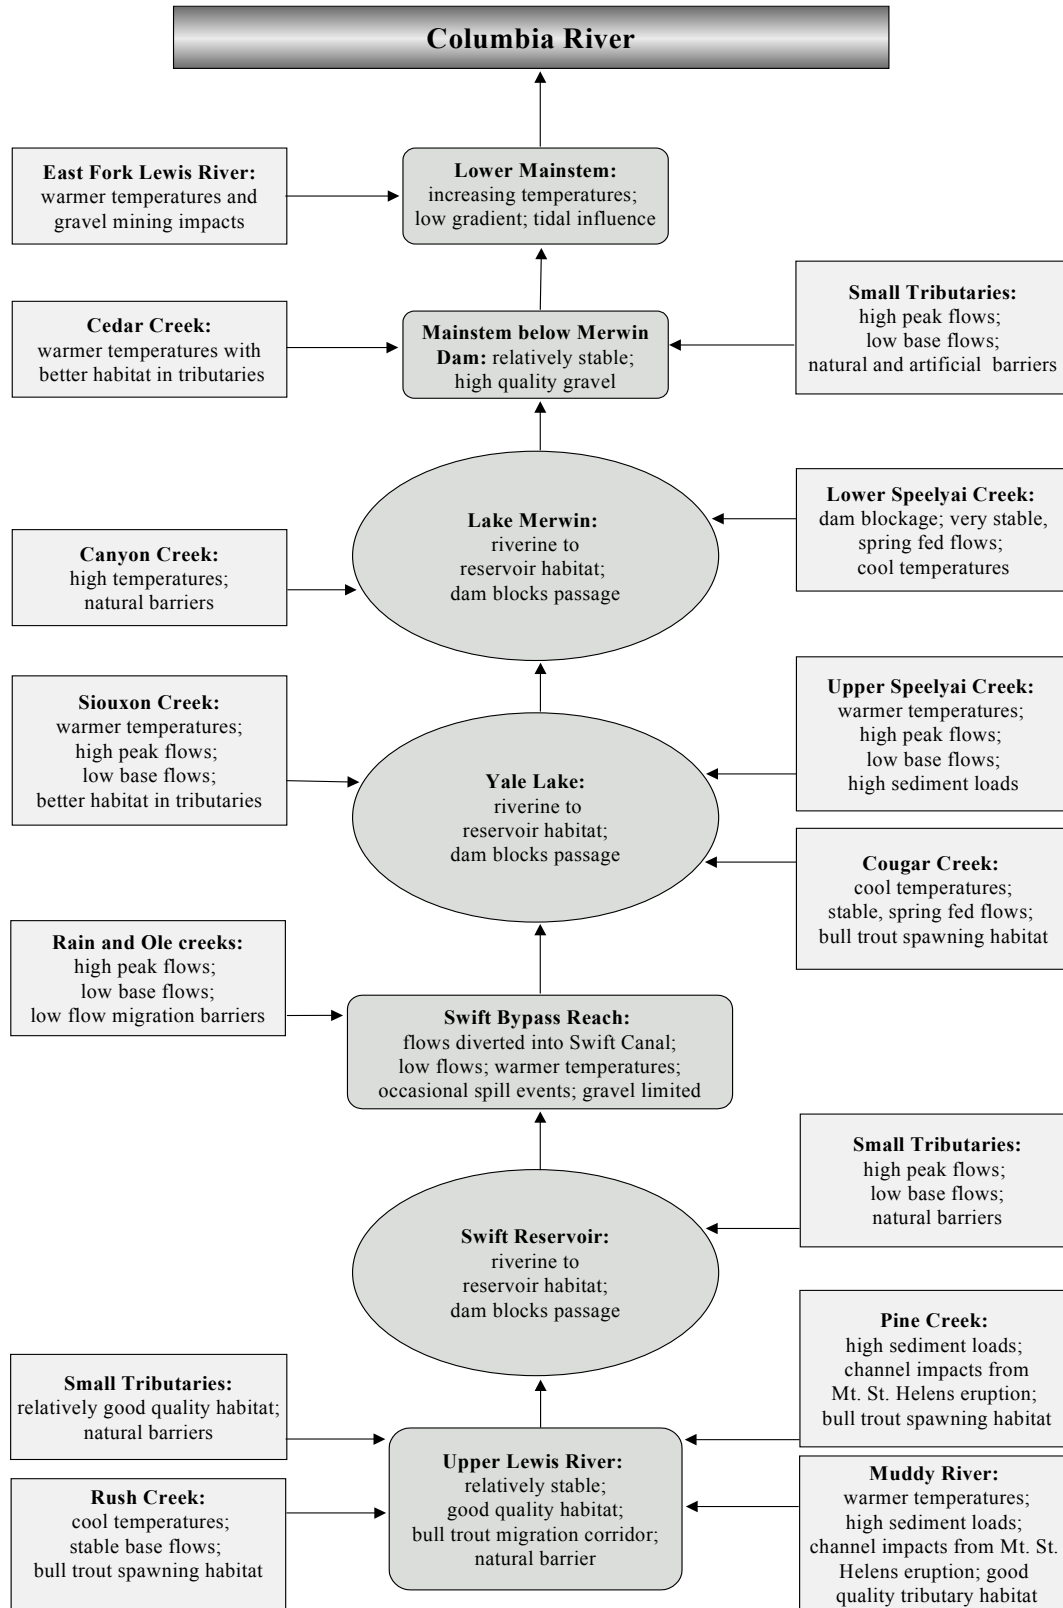 Columbia River
East Fork Lewis River:
warmer temperatures and
gravel mining impacts
Lower Mainstem:
increasing temperatures;
low gradient; tidal influence
Cedar Creek:
warmer temperatures with
better habitat in tributaries
Mainstem below Merwin
Dam: relatively stable;
high quality gravel
Small Tributaries:
high peak flows;
low base flows;
natural and artificial barriers
Lake Merwin:
riverine to
reservoir habitat;
dam blocks passage
Lower Speelyai Creek:
dam blockage; very stable,
spring fed flows;
cool temperatures
Canyon Creek:
high temperatures;
natural barriers
Siouxon Creek:
warmer temperatures;
high peak flows;
low base flows;
better habitat in tributaries
Yale Lake:
riverine to
reservoir habitat;
dam blocks passage
Upper Speelyai Creek:
warmer temperatures;
high peak flows;
low base flows;
high sediment loads
Cougar Creek:
cool temperatures;
stable, spring fed flows;
bull trout spawning habitat
Rain and Ole creeks:
high peak flows;
low base flows;
low flow migration barriers
Swift Bypass Reach:
flows diverted into Swift Canal;
low flows; warmer temperatures;
occasional spill events; gravel limited
Small Tributaries:
high peak flows;
low base flows;
natural barriers
Swift Reservoir:
riverine to
reservoir habitat;
dam blocks passage
Pine Creek:
high sediment loads;
channel impacts from
Mt. St. Helens eruption;
bull trout spawning habitat
Small Tributaries:
relatively good quality habitat;
natural barriers
Upper Lewis River:
relatively stable;
good quality habitat;
bull trout migration corridor;
natural barrier
Rush Creek:
cool temperatures;
stable base flows;
bull trout spawning habitat
Muddy River:
warmer temperatures;
high sediment loads;
channel impacts from Mt. St.
Helens eruption; good
quality tributary habitat